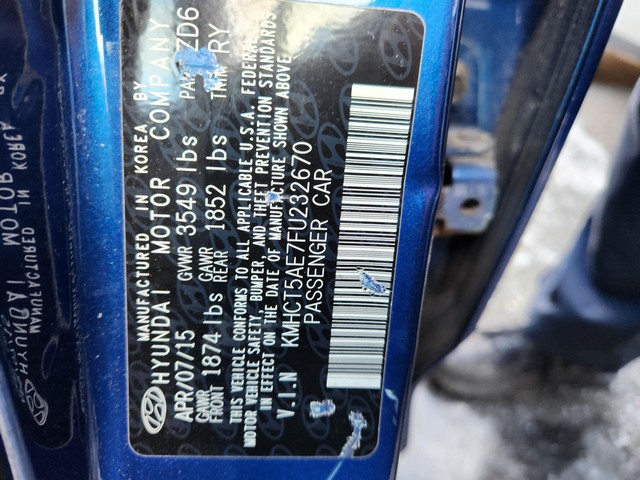 MANUFACTURED IN KOREA BY
HYUNDAI MOTOR COMPANY
APR/07/15 GVWR 3549 lbs ZD6
GAWR FRONT 1874 lbs GAWR REAR 1852 lbs RY
THIS VEHICLE CONFORMS TO ALL APPLICABLE U.S.A. FEDERAL
MOTOR VEHICLE SAFETY, BUMPER, AND THEFT PREVENTION STANDARDS
IN EFFECT ON THE DATE OF MANUFACTURE SHOWN ABOVE
V.I.N KMHCT5AE7FU232670
PASSENGER CAR